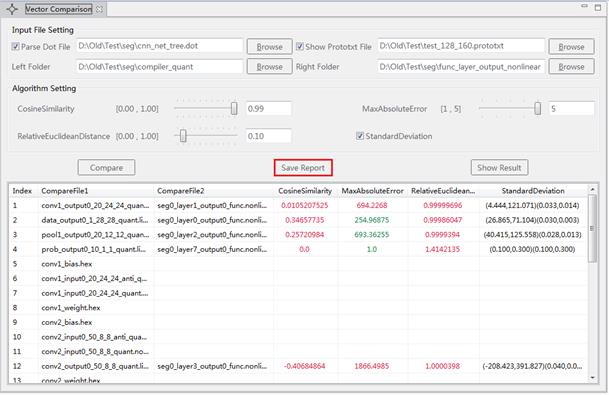 Vector Comparison
Input File Setting
Parse Dot File D:\Old\Test\seg\cnn_net_tree.dot Browse Show Prototxt File D:\Old\Test\test_128_160.prototxt Browse
Left Folder D:\Old\Test\seg\compiler_quant Browse Right Folder D:\Old\Test\seg\func_layer_output_nonlinear Browse
Algorithm Setting
CosineSimilarity [0.00 , 1.00] 0.99 MaxAbsoluteError [1 , 5] 5
RelativeEuclideanDistance [0.00 , 1.00] 0.10 StandardDeviation
Compare Save Report Show Result
Index CompareFile1 CompareFile2 CosineSimilarity MaxAbsoluteError RelativeEuclidean... StandardDeviation
1 conv1_output0_20_24_24_quan... seg0_layer1_output0_func.nonli... 0.0105207525 694.2268 0.99999696 (4.444,121.071)(0.033,0.014)
2 data_output0_1_28_28_quant.li... seg0_layer0_output0_func.nonli... 0.34657735 254.96875 0.99986047 (26.865,71.104)(0.030,0.003)
3 pool1_output0_20_12_12_quan... seg0_layer2_output0_func.nonli... 0.25720984 693.36255 0.9999394 (40.415,125.558)(0.028,0.013)
4 prob_output0_10_1_1_quant.li... seg0_layer7_output0_func.nonli... 0.0 1.0 1.4142135 (0.100,0.300)(0.100,0.300)
5 conv1_bias.hex
6 conv1_input0_20_24_24_anti_q...
7 conv1_input0_20_24_24_quant....
8 conv1_weight.hex
9 conv2_bias.hex
10 conv2_input0_50_8_8_anti_qua...
11 conv2_input0_50_8_8_quant.no...
12 conv2_output0_50_8_8_quant.li... seg0_layer3_output0_func.nonli... -0.40684864 1866.4985 1.0000398 (-208.423,391.827)(0.040,0.0...
13 conv2_weight.hex